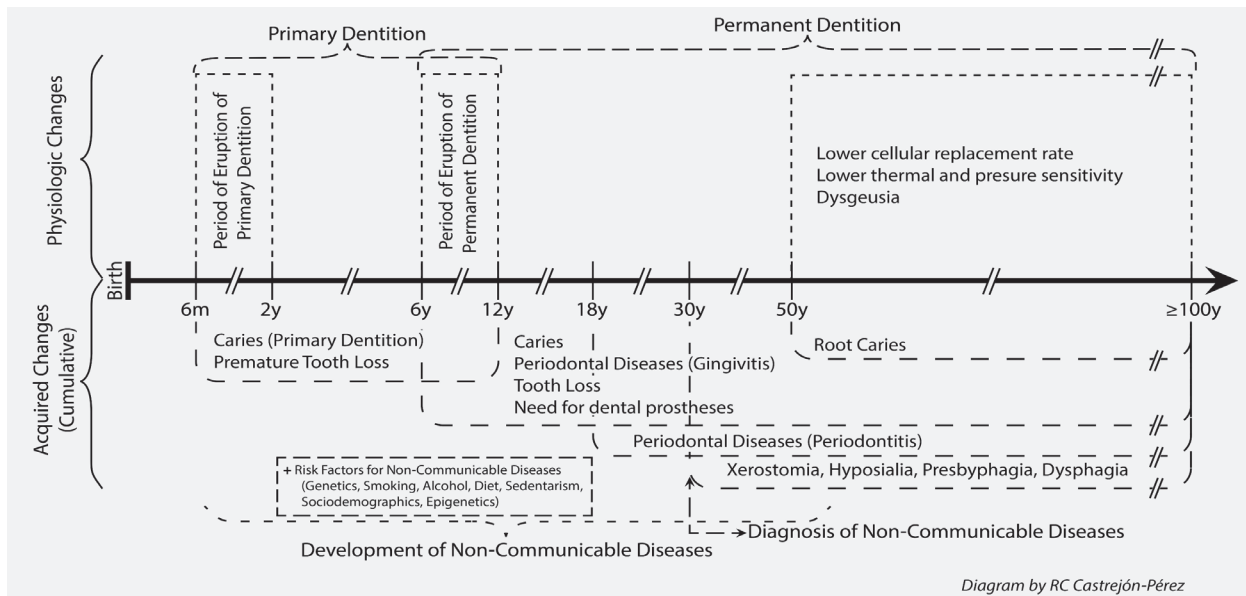 Primary Dentition
Permanent Dentition
Physiologic Changes
Period of Eruption of
Primary Dentition
Period of Eruption of
Permanent Dentition
Lower cellular replacement rate
Lower thermal and presure sensitivity
Dysgeusia
Birth
6m
2y
6y
12y
18y
30y
50y
≥100y
Acquired Changes
(Cumulative)
Caries (Primary Dentition)
Premature Tooth Loss
Caries
Periodontal Diseases (Gingivitis)
Tooth Loss
Need for dental prostheses
Root Caries
Periodontal Diseases (Periodontitis)
Xerostomia, Hyposialia, Presbyphagia, Dysphagia
+ Risk Factors for Non-Communicable Diseases
(Genetics, Smoking, Alcohol, Diet, Sedentarism,
Sociodemographics, Epigenetics)
Diagnosis of Non-Communicable Diseases
Development of Non-Communicable Diseases
Diagram by RC Castrejón-Pérez